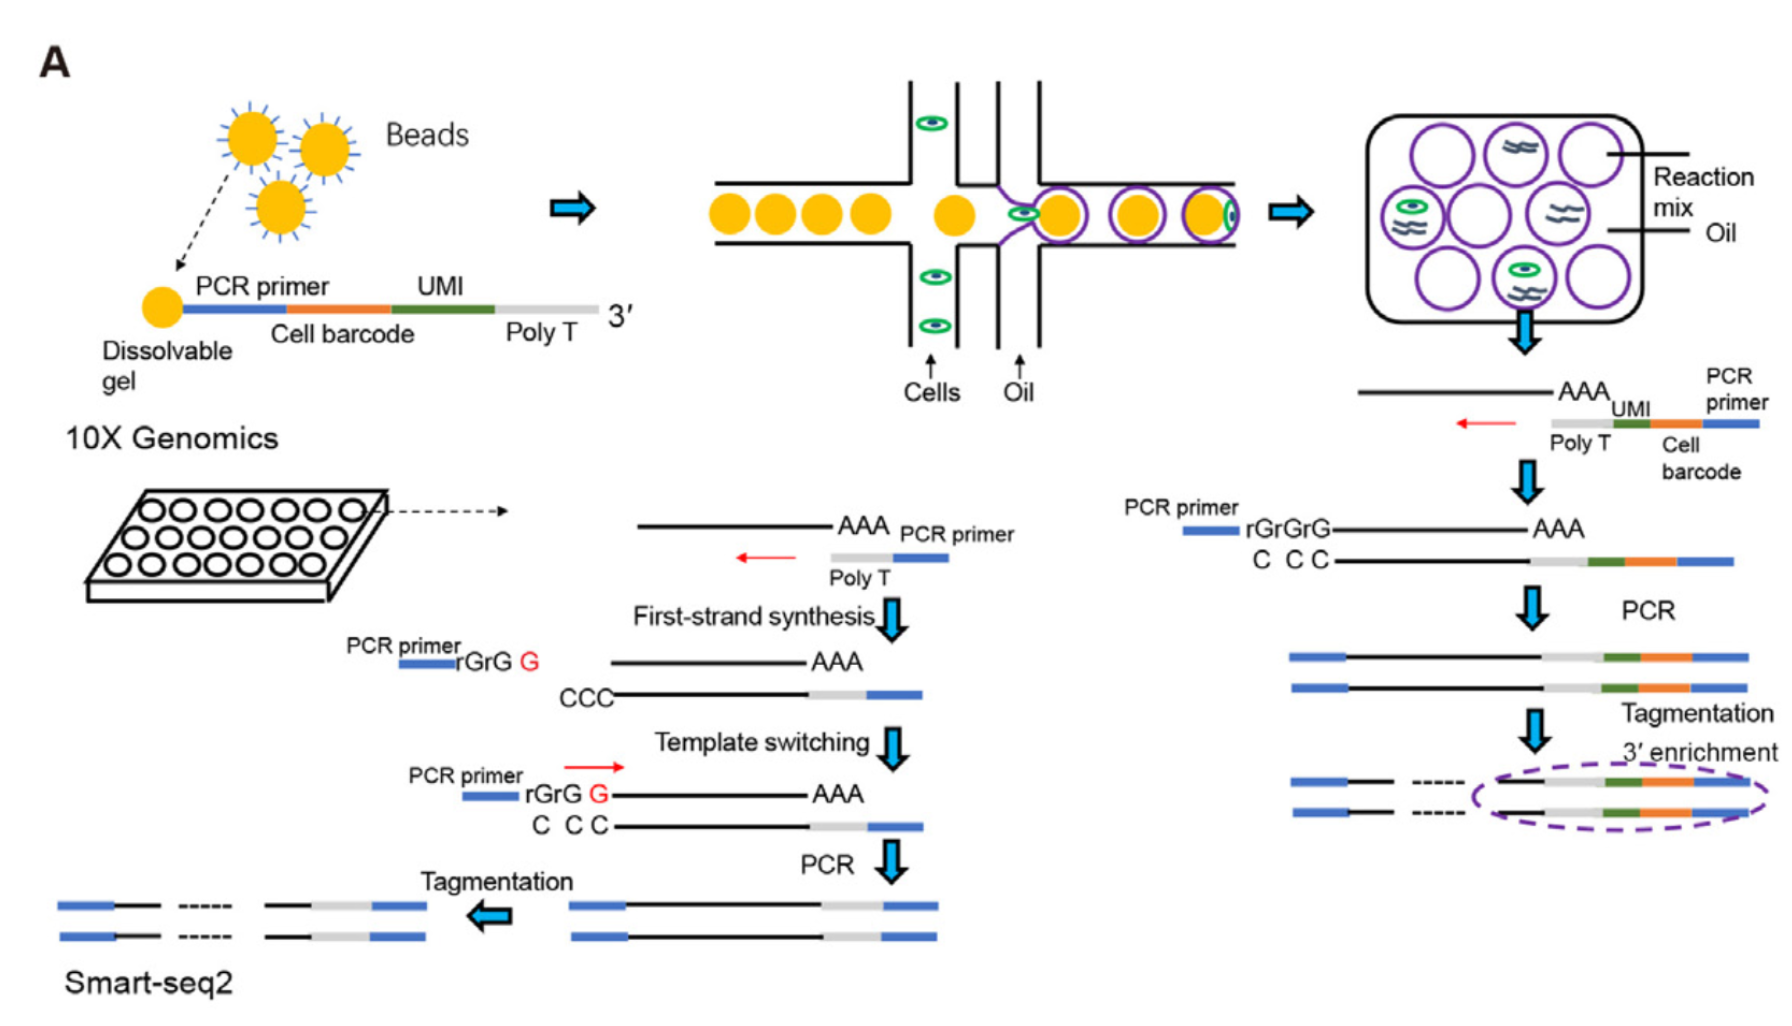 A
Beads
PCR primer
UMI
Cell barcode
Poly T
3′
Dissolvable
gel
Cells
Oil
Reaction
mix
Oil
AAA
PCR
primer
UMI
Poly T
Cell
barcode
PCR primer
rGrGrG
AAA
C C C
PCR
Tagmentation
3′ enrichment
10X Genomics
AAA
PCR primer
Poly T
First-strand synthesis
PCR primer
rGrG G
AAA
CCC
Template switching
PCR primer
rGrG G
AAA
C C C
PCR
Tagmentation
Smart-seq2